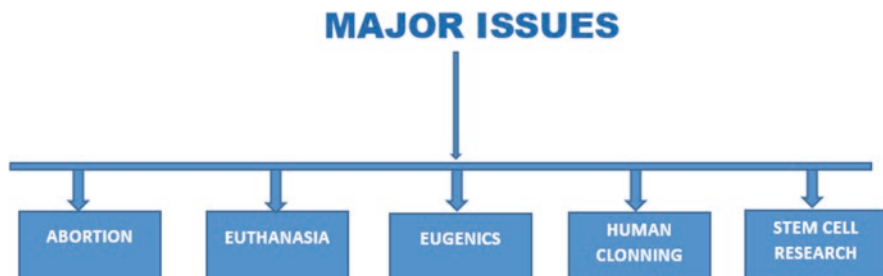 MAJOR ISSUES
ABORTION
EUTHANASIA
EUGENICS
HUMAN
CLONNING
STEM CELL
RESEARCH